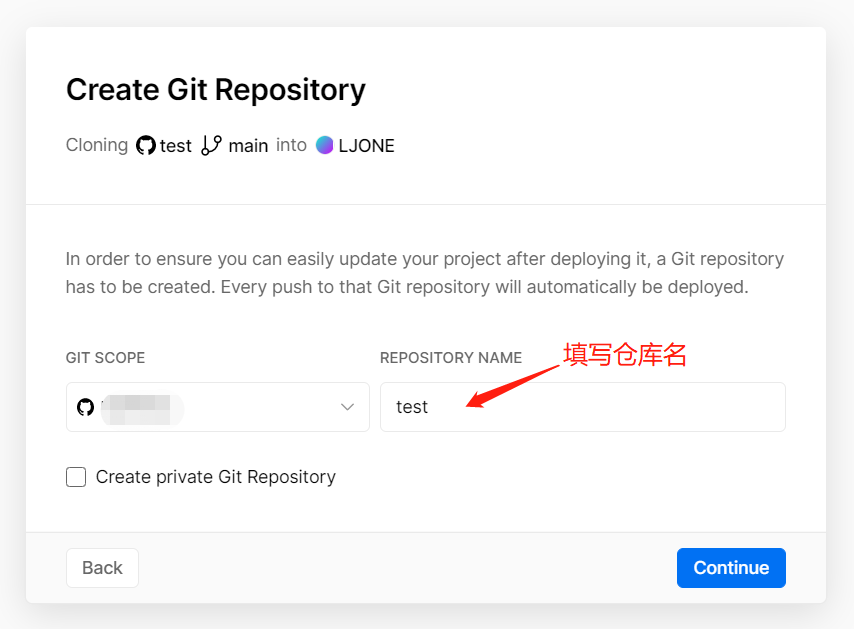 Create Git Repository
Cloning test main into LJONE
In order to ensure you can easily update your project after deploying it, a Git repository
has to be created. Every push to that Git repository will automatically be deployed.
填写仓库名
GIT SCOPE REPOSITORY NAME
test
Create private Git Repository
Back Continue